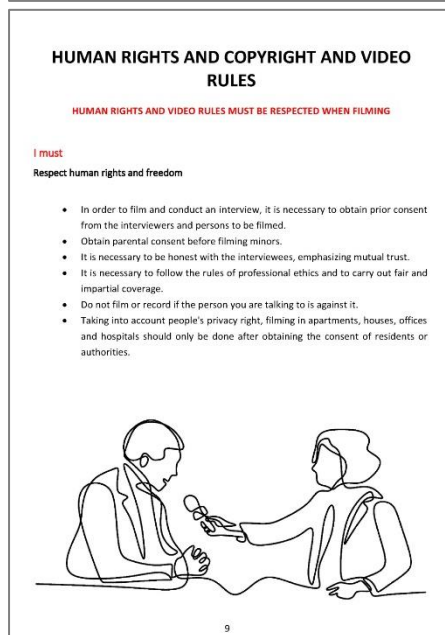 HUMAN RIGHTS AND COPYRIGHT AND VIDEO
RULES
HUMAN RIGHTS AND VIDEO RULES MUST BE RESPECTED WHEN FILMING
I must
Respect human rights and freedom
• In order to film and conduct an interview, it is necessary to obtain prior consent
from the interviewers and persons to be filmed.
• Obtain parental consent before filming minors.
• It is necessary to be honest with the interviewees, emphasizing mutual trust.
• It is necessary to follow the rules of professional ethics and to carry out fair and
impartial coverage.
• Do not film or record if the person you are talking to is against it.
• Taking into account people's privacy right, filming in apartments, houses, offices
and hospitals should only be done after obtaining the consent of residents or
authorities.
9